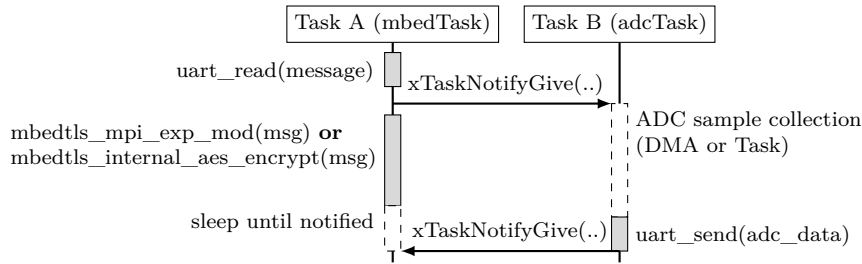 Task A (mbedTask)
Task B (adcTask)
uart_read(message)
xTaskNotifyGive(..)
ADC sample collection
(DMA or Task)
mbedtls_mpi_exp_mod(msg) or
mbedtls_internal_aes_encrypt(msg)
sleep until notified
xTaskNotifyGive(..)
uart_send(adc_data)